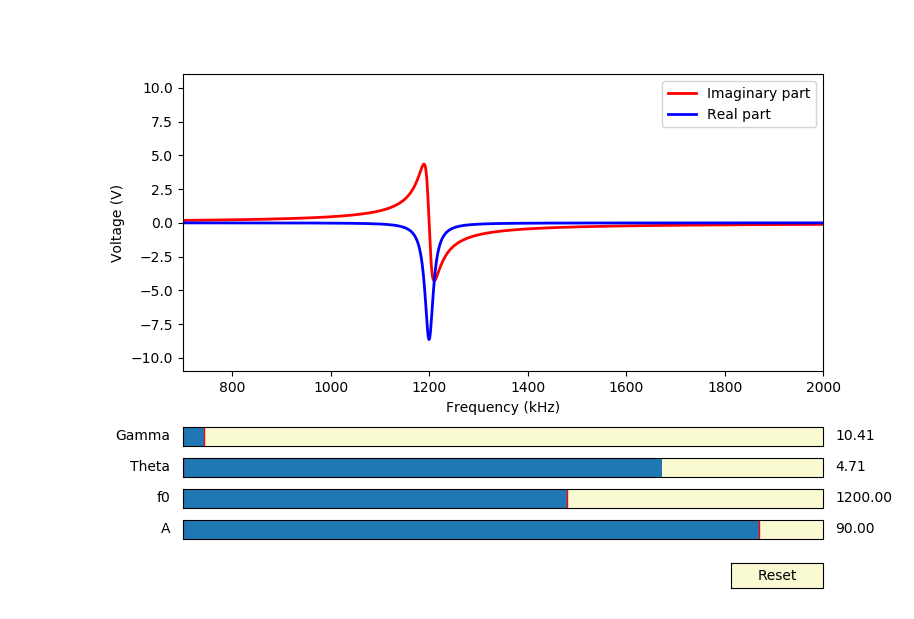 10.0
7.5
5.0
2.5
0.0
−2.5
−5.0
−7.5
−10.0
Voltage (V)
Imaginary part
Real part
800 1000 1200 1400 1600 1800 2000
Frequency (kHz)
Gamma 10.41
Theta 4.71
f0 1200.00
A 90.00
Reset